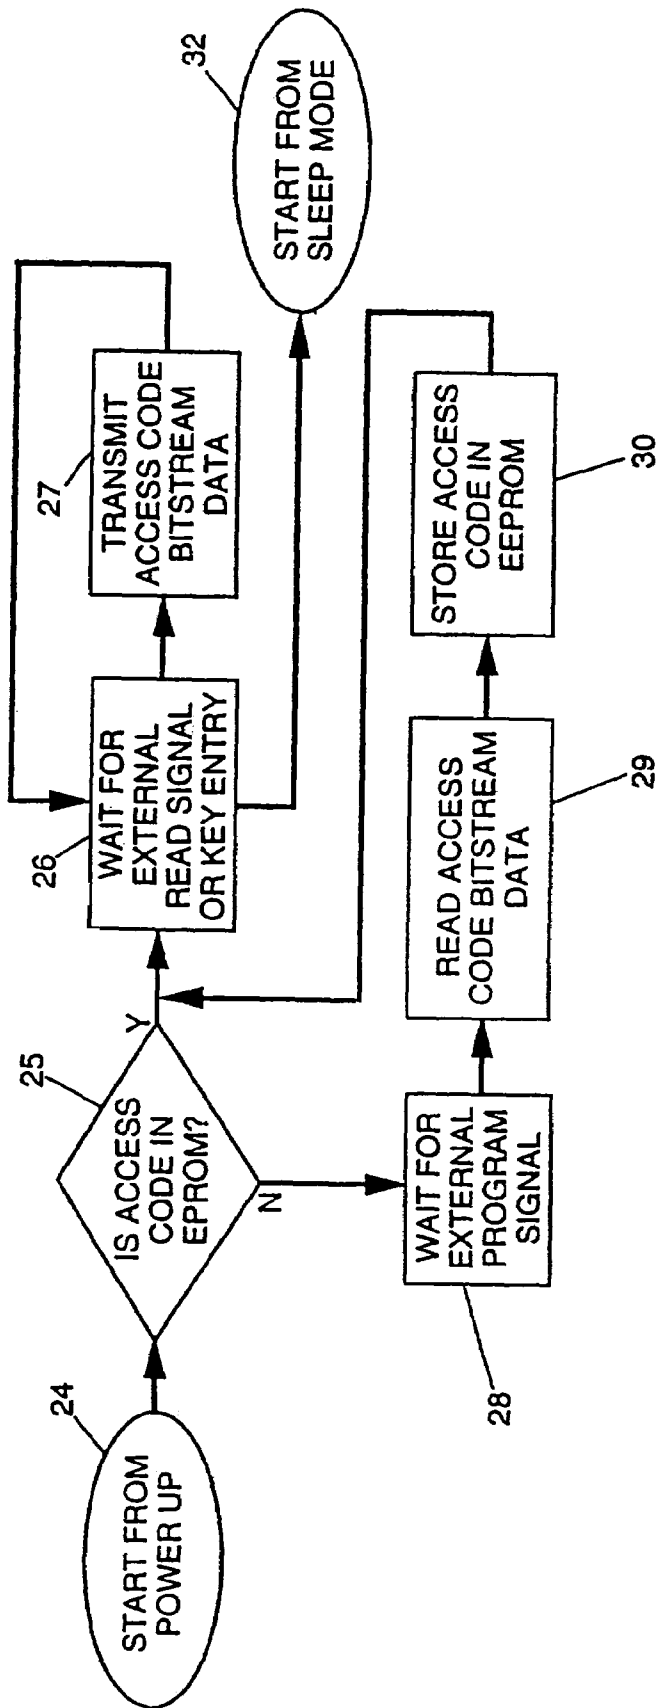 24
START FROM
POWER UP
25
IS ACCESS
CODE IN
EPROM?
Y
N
26
WAIT FOR
EXTERNAL
READ SIGNAL
OR KEY ENTRY
27
TRANSMIT
ACCESS CODE
BITSTREAM
DATA
32
START FROM
SLEEP MODE
28
WAIT FOR
EXTERNAL
PROGRAM
SIGNAL
29
READ ACCESS
CODE BITSTREAM
DATA
30
STORE ACCESS
CODE IN
EEPROM